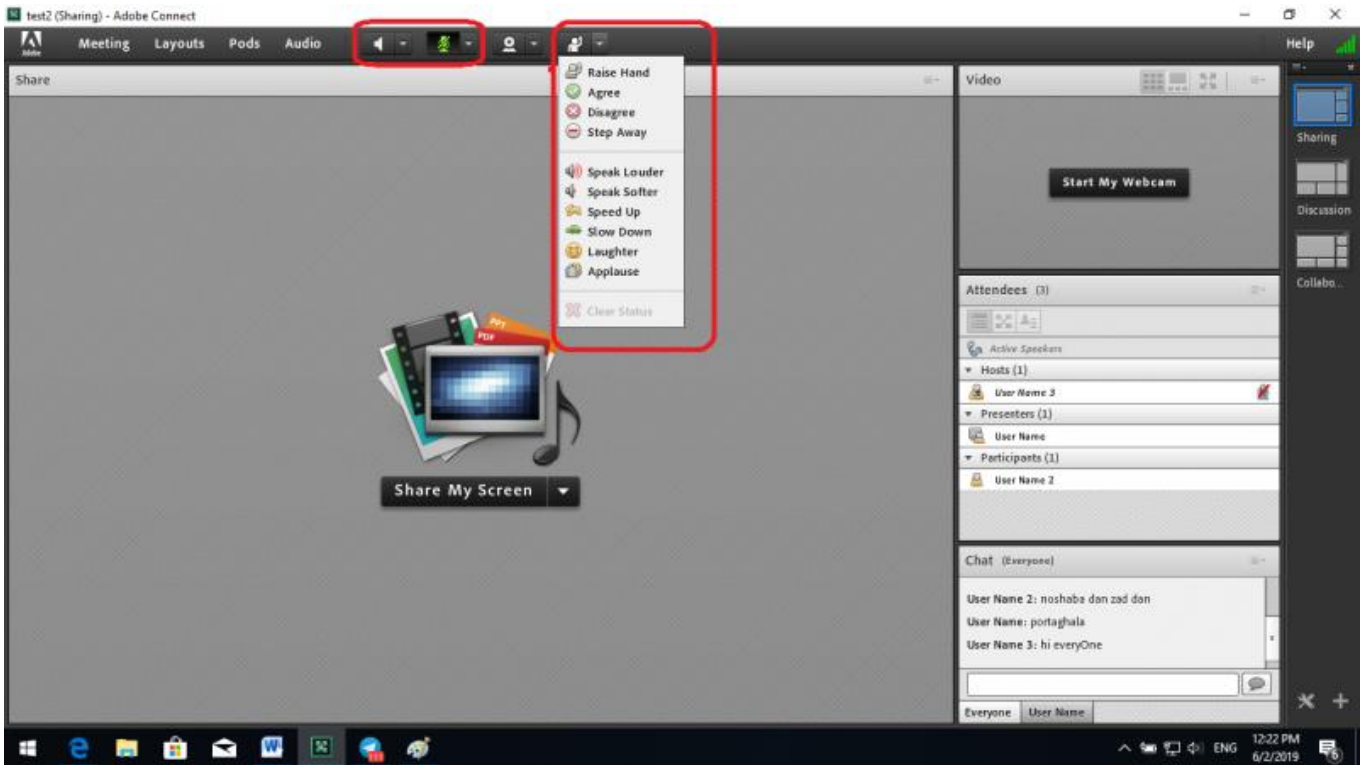 test2 (Sharing) - Adobe Connect
Adobe Meeting Layouts Pods Audio Help
Share
Raise Hand
Agree
Disagree
Step Away
Speak Louder
Speak Softer
Speed Up
Slow Down
Laughter
Applause
Clear Status
PPT
PDF
Share My Screen
Video
Start My Webcam
Attendees (3)
Active Speakers
Hosts (1)
User Name 3
Presenters (1)
User Name
Participants (1)
User Name 2
Chat (Everyone)
User Name 2: noshaba dan zad dan
User Name: portaghala
User Name 3: hi everyOne
Everyone User Name
Sharing
Discussion
Collabo...
ENG
12:22 PM
6/2/2019